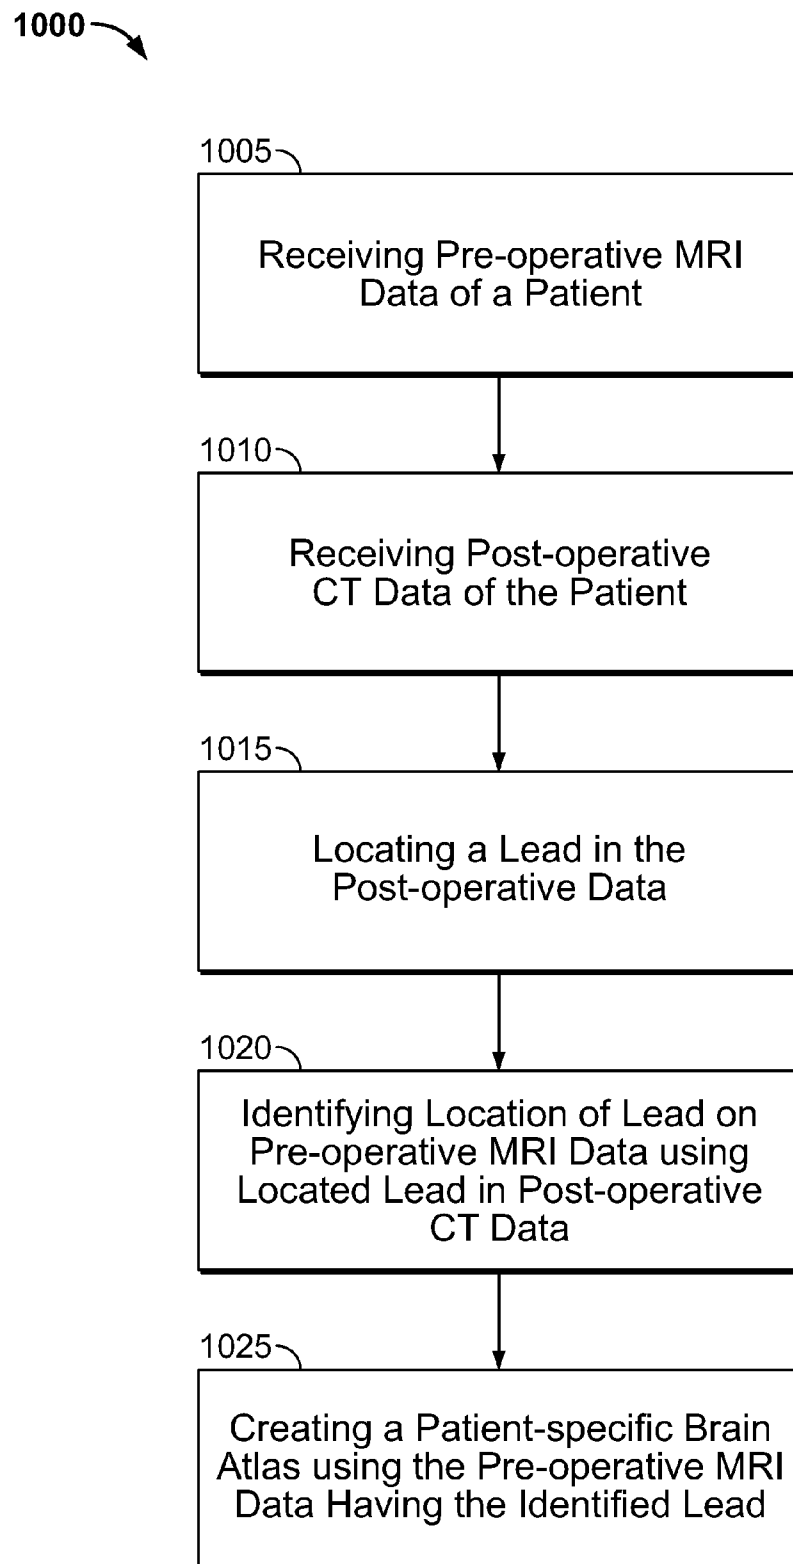 1000
1005
Receiving Pre-operative MRI
Data of a Patient
1010
Receiving Post-operative
CT Data of the Patient
1015
Locating a Lead in the
Post-operative Data
1020
Identifying Location of Lead on
Pre-operative MRI Data using
Located Lead in Post-operative
CT Data
1025
Creating a Patient-specific Brain
Atlas using the Pre-operative MRI
Data Having the Identified Lead